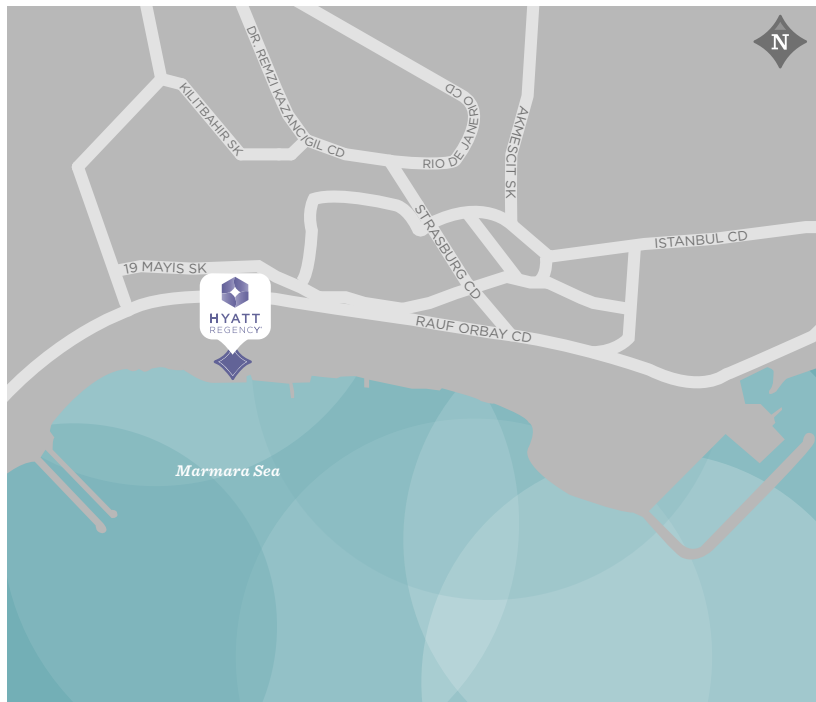 N
DR. REMZI KAZANCIGIL CD
KILITBAHIR SK
RIO DE JANERIO CD
AKMESCIT SK
STRASBURG CD
ISTANBUL CD
19 MAYIS SK
HYATT
REGENCY™
RAUF ORBAY CD
Marmara Sea